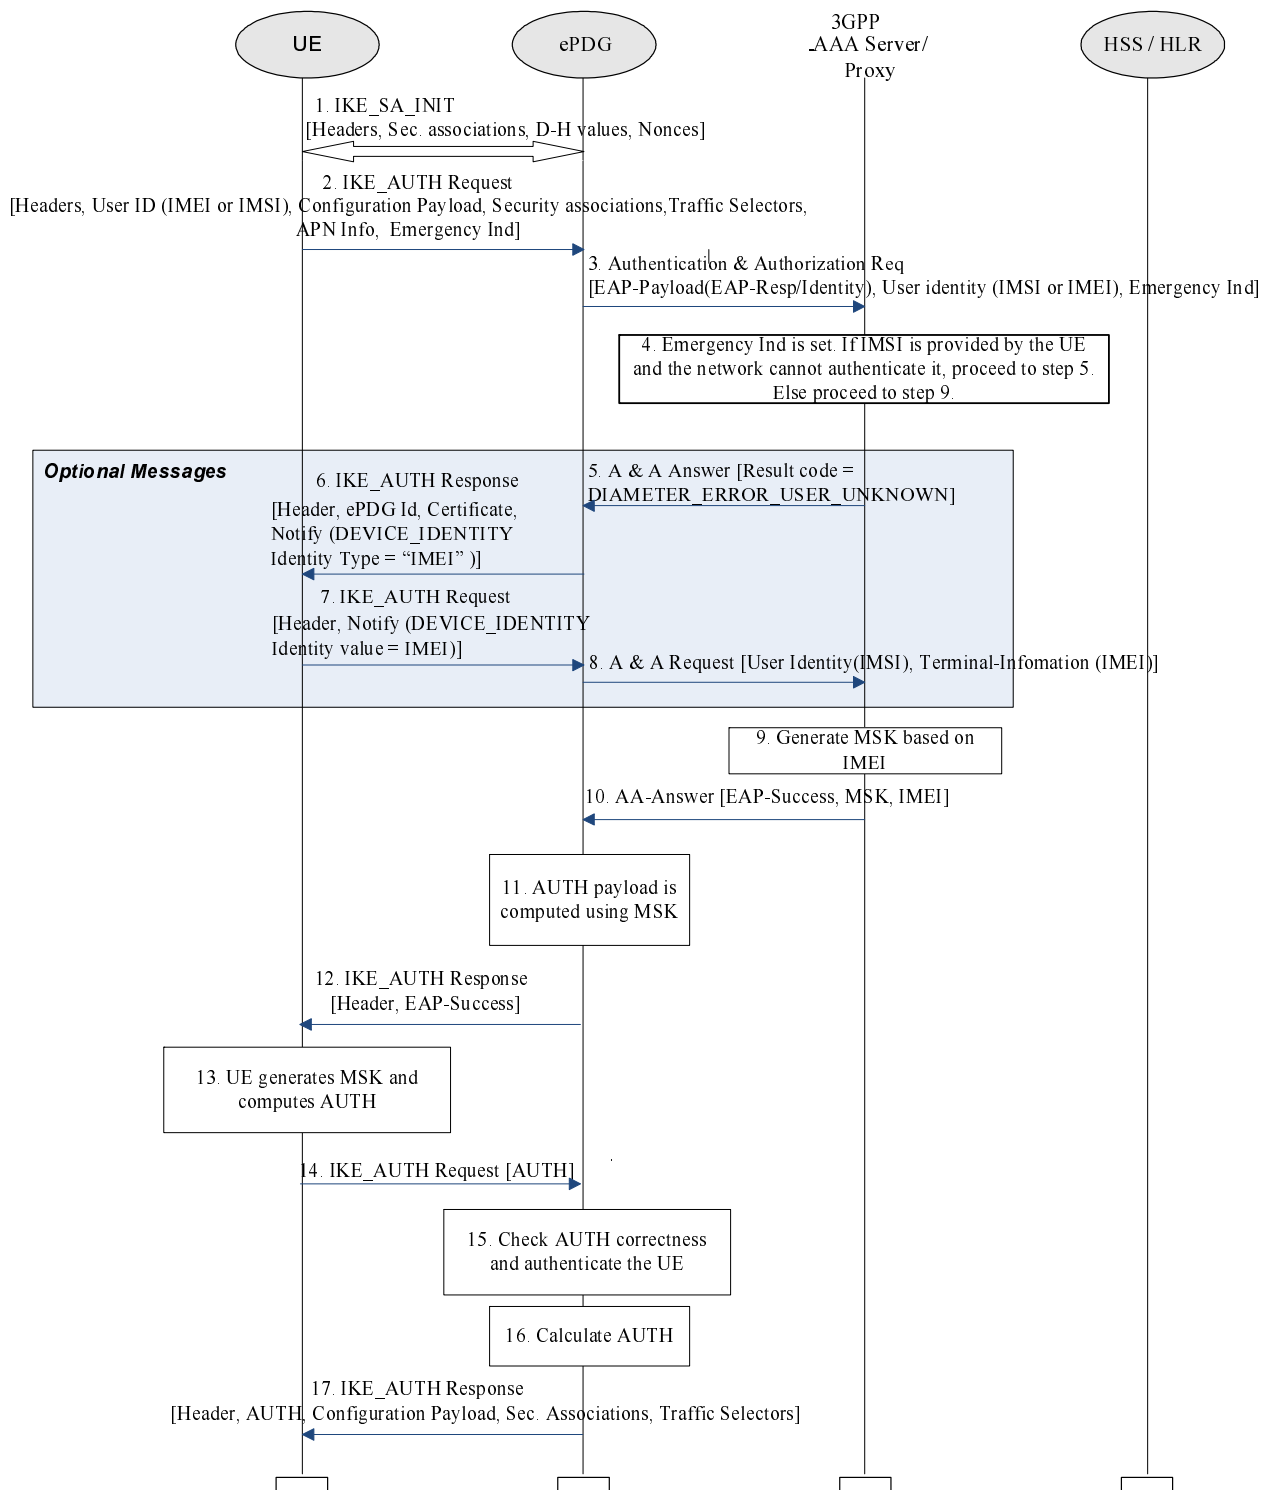 UE
ePDG
3GPP
AAA Server/
Proxy
HSS / HLR
1. IKE_SA_INIT
[Headers, Sec. associations, D-H values, Nonces]
2. IKE_AUTH Request
[Headers, User ID (IMEI or IMSI), Configuration Payload, Security associations,Traffic Selectors,
APN Info, Emergency Ind]
3. Authentication & Authorization Req
[EAP-Payload(EAP-Resp/Identity), User identity (IMSI or IMEI), Emergency Ind]
4. Emergency Ind is set. If IMSI is provided by the UE
and the network cannot authenticate it, proceed to step 5.
Else proceed to step 9.
Optional Messages
5. A & A Answer [Result code =
DIAMETER_ERROR_USER_UNKNOWN]
6. IKE_AUTH Response
[Header, ePDG Id, Certificate,
Notify (DEVICE_IDENTITY
Identity Type = “IMEI” )]
7. IKE_AUTH Request
[Header, Notify (DEVICE_IDENTITY
Identity value = IMEI)]
8. A & A Request [User Identity(IMSI), Terminal-Infomation (IMEI)]
9. Generate MSK based on
IMEI
10. AA-Answer [EAP-Success, MSK, IMEI]
11. AUTH payload is
computed using MSK
12. IKE_AUTH Response
[Header, EAP-Success]
13. UE generates MSK and
computes AUTH
14. IKE_AUTH Request [AUTH]
15. Check AUTH correctness
and authenticate the UE
16. Calculate AUTH
17. IKE_AUTH Response
[Header, AUTH, Configuration Payload, Sec. Associations, Traffic Selectors]